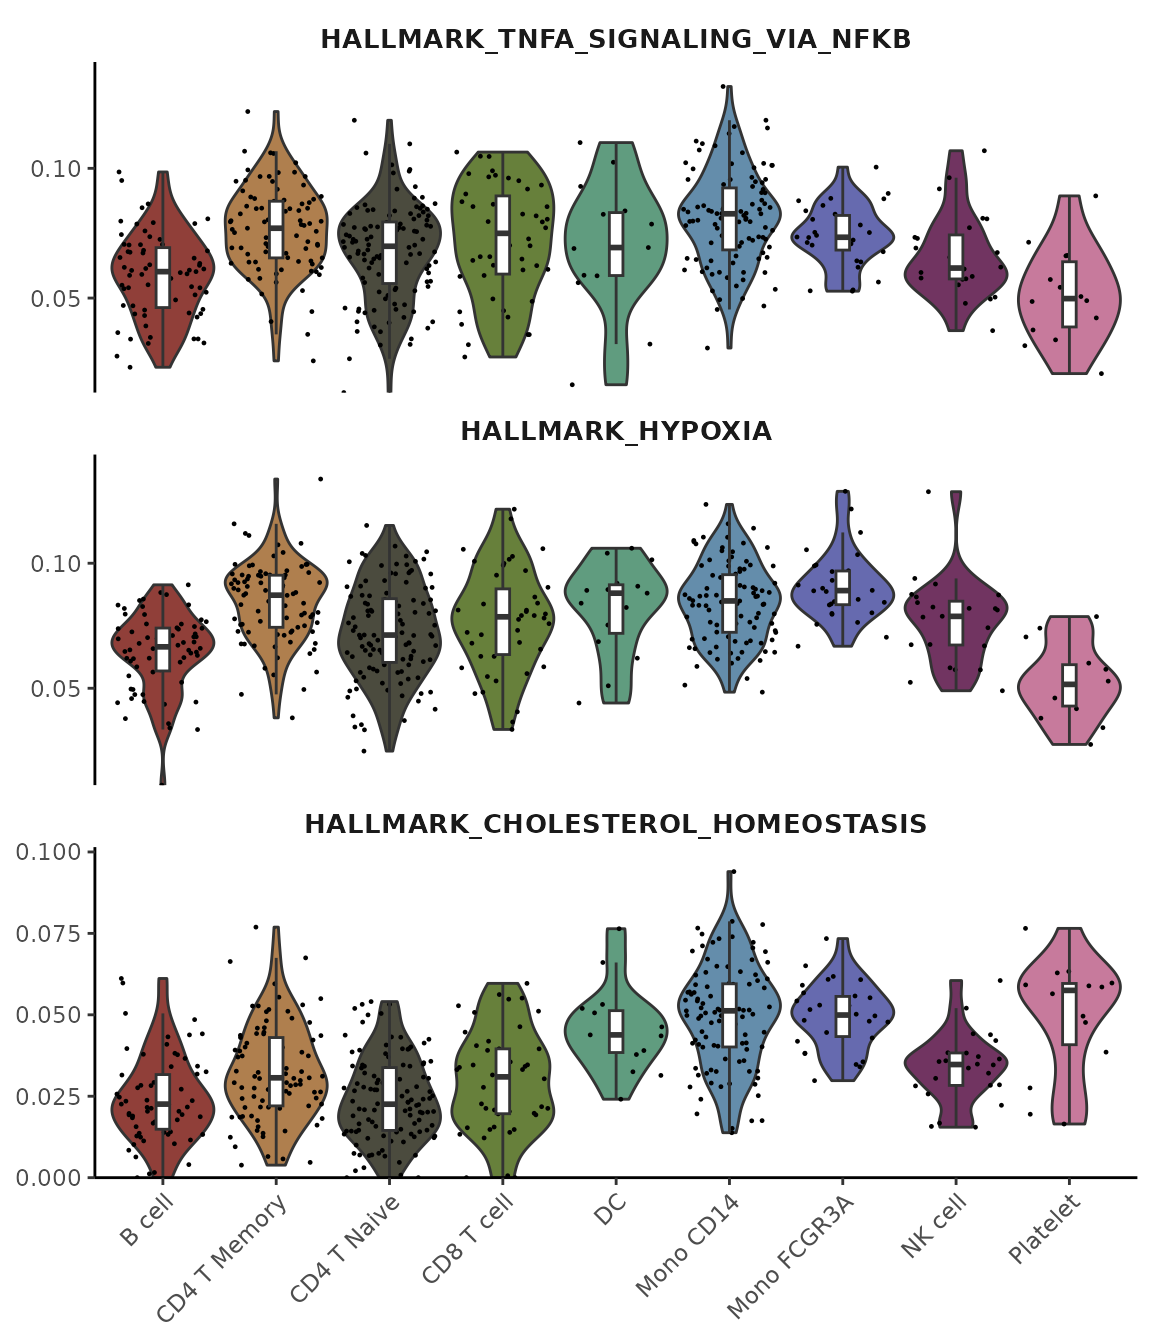 HALLMARK_TNFA_SIGNALING_VIA_NFKB
0.10
0.05
HALLMARK_HYPOXIA
0.10
0.05
HALLMARK_CHOLESTEROL_HOMEOSTASIS
0.100
0.075
0.050
0.025
0.000
B cell
CD4 T Memory
CD4 T Naive
CD8 T cell
DC
Mono CD14
Mono FCGR3A
NK cell
Platelet